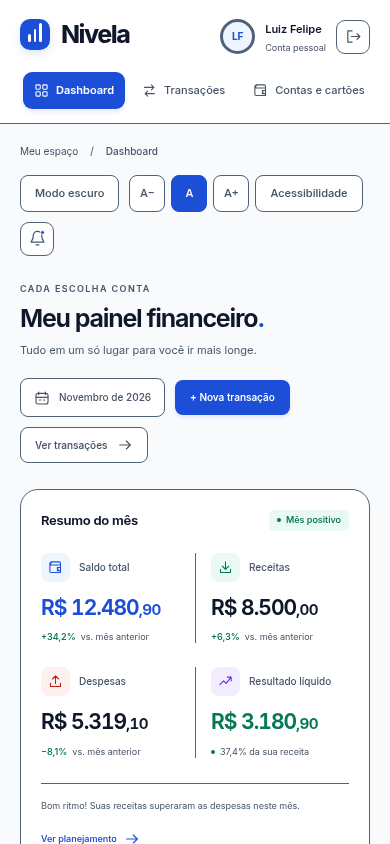 Nivela
LF
Luiz Felipe
Conta pessoal
Dashboard
Transações
Contas e cartões
Meu espaço / Dashboard
Modo escuro
A−
A
A+
Acessibilidade
CADA ESCOLHA CONTA
Meu painel financeiro.
Tudo em um só lugar para você ir mais longe.
Novembro de 2026
+ Nova transação
Ver transações
Resumo do mês
Mês positivo
Saldo total
R$ 12.480,90
+34,2% vs. mês anterior
Receitas
R$ 8.500,00
+6,3% vs. mês anterior
Despesas
R$ 5.319,10
−8,1% vs. mês anterior
Resultado líquido
R$ 3.180,90
37,4% da sua receita
Bom ritmo! Suas receitas superaram as despesas neste mês.
Ver planejamento